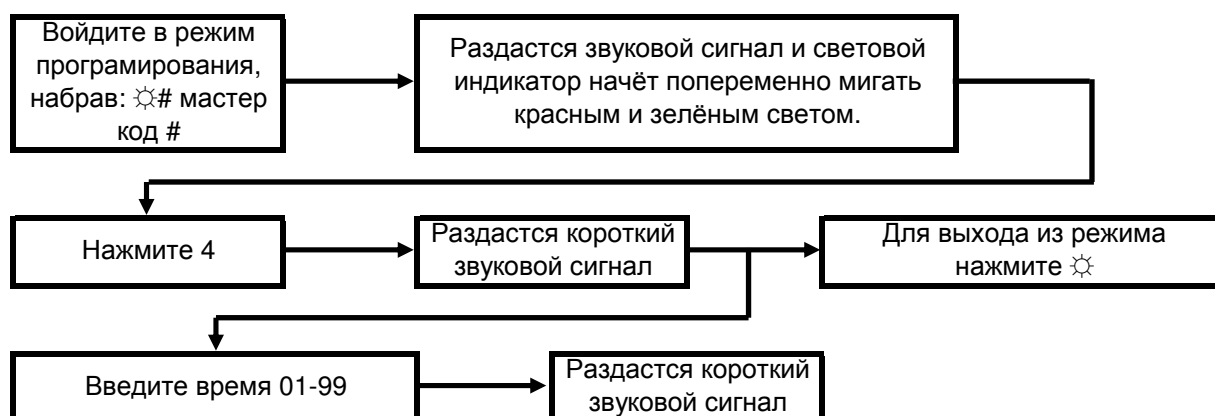 Войдите в режим
програмирования,
набрав: ☼# мастер
код #
Раздастся звуковой сигнал и световой
индикатор начёт попеременно мигать
красным и зелёным светом.
Нажмите 4
Раздастся короткий
звуковой сигнал
Для выхода из режима
нажмите ☼
Введите время 01-99
Раздастся короткий
звуковой сигнал